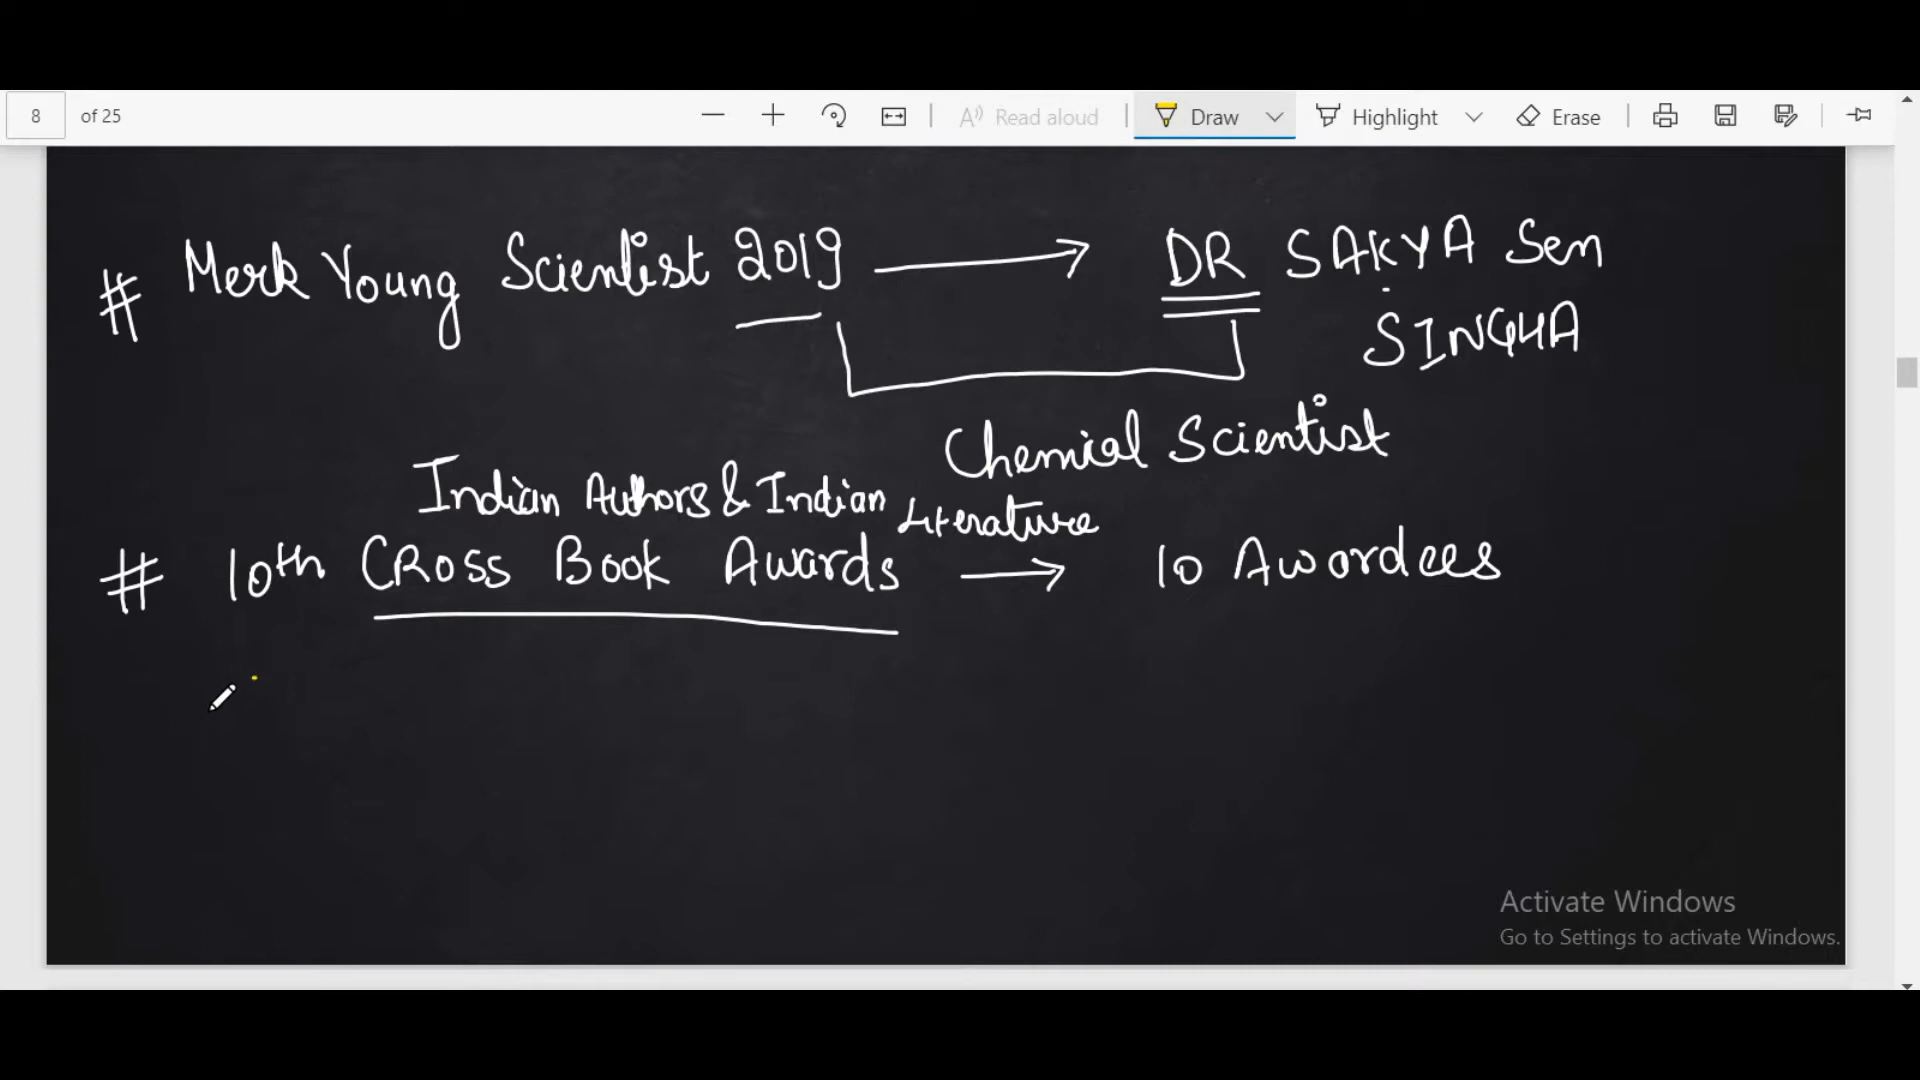 8 of 25 Read aloud Draw Highlight Erase
# Merk Young Scientist 2019 → DR SAKYA Sen
SINGHA
Chemial Scientist
Indian Authors & Indian Literature
# 10th CROSS Book Awards → 10 Awardees
Activate Windows
Go to Settings to activate Windows.